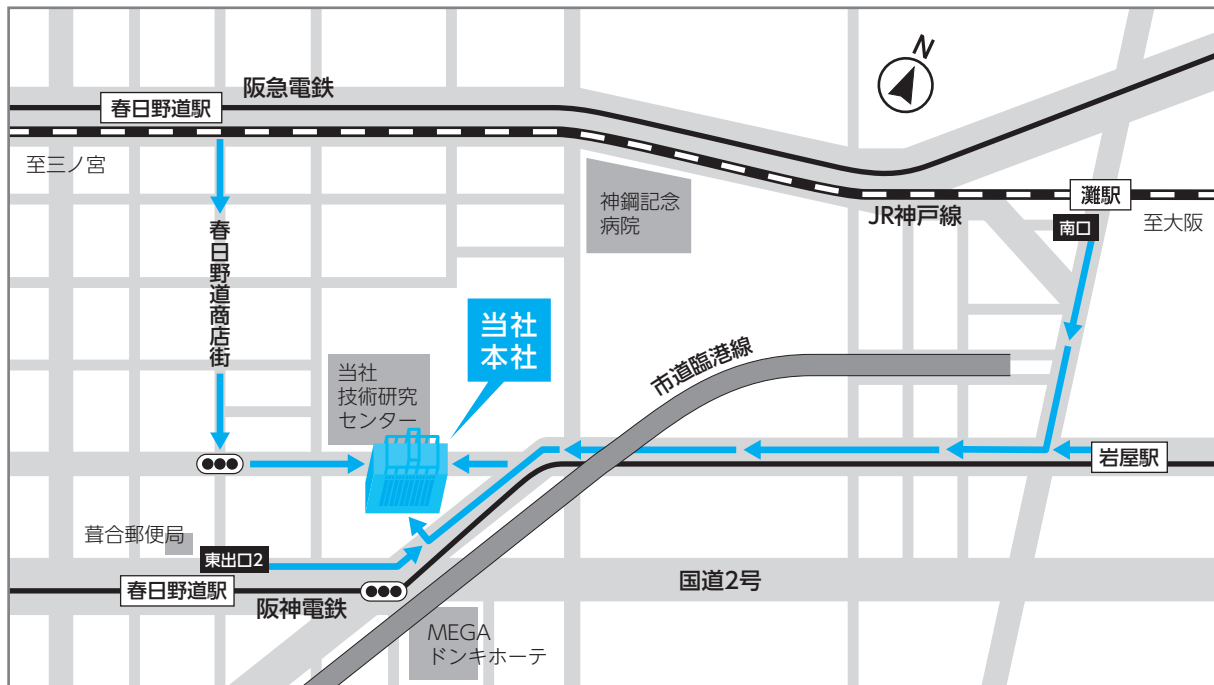 N
阪急電鉄
春日野道駅
至三ノ宮
神鋼記念
病院
灘駅
JR神戸線
南口
至大阪
春日野道商店街
当社
本社
市道臨港線
当社
技術研究
センター
岩屋駅
葺合郵便局
東出口2
国道2号
春日野道駅
阪神電鉄
MEGA
ドンキホーテ